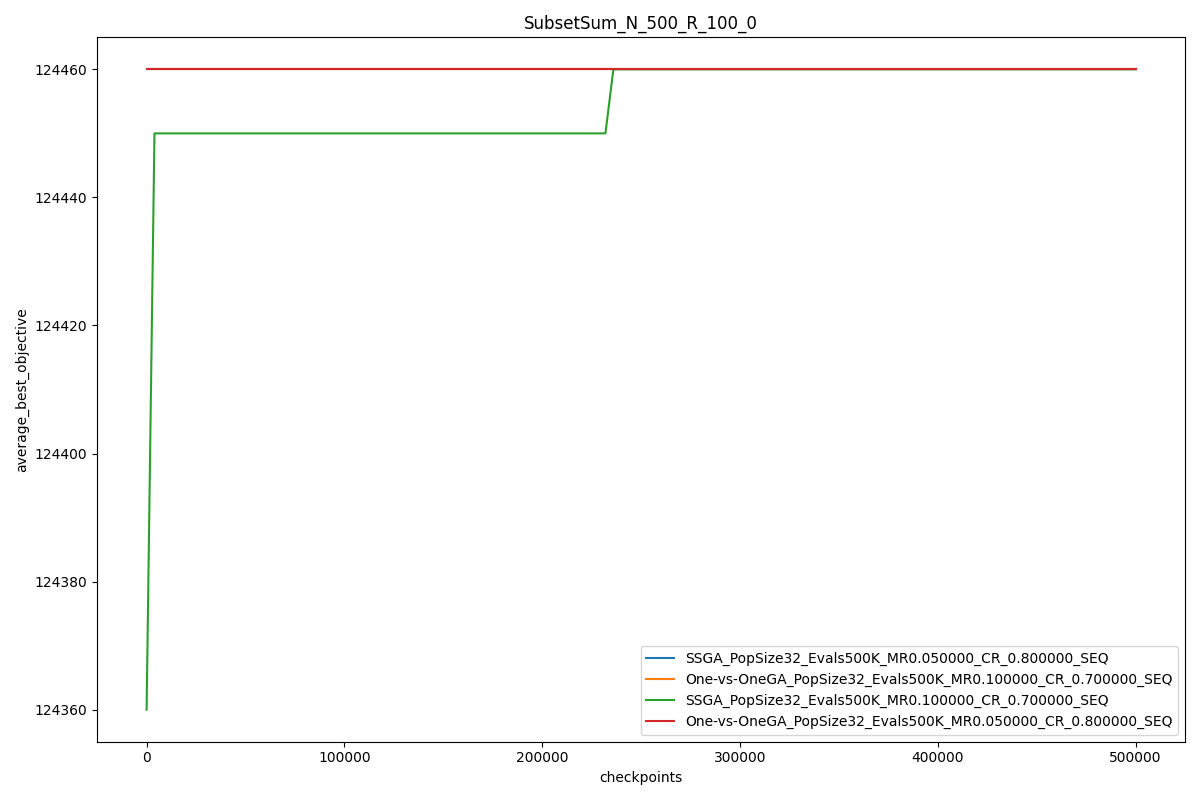 SubsetSum_N_500_R_100_0
average_best_objective
124460
124440
124420
124400
124380
124360
0
100000
200000
300000
400000
500000
checkpoints
SSGA_PopSize32_Evals500K_MR0.050000_CR_0.800000_SEQ
One-vs-OneGA_PopSize32_Evals500K_MR0.100000_CR_0.700000_SEQ
SSGA_PopSize32_Evals500K_MR0.100000_CR_0.700000_SEQ
One-vs-OneGA_PopSize32_Evals500K_MR0.050000_CR_0.800000_SEQ